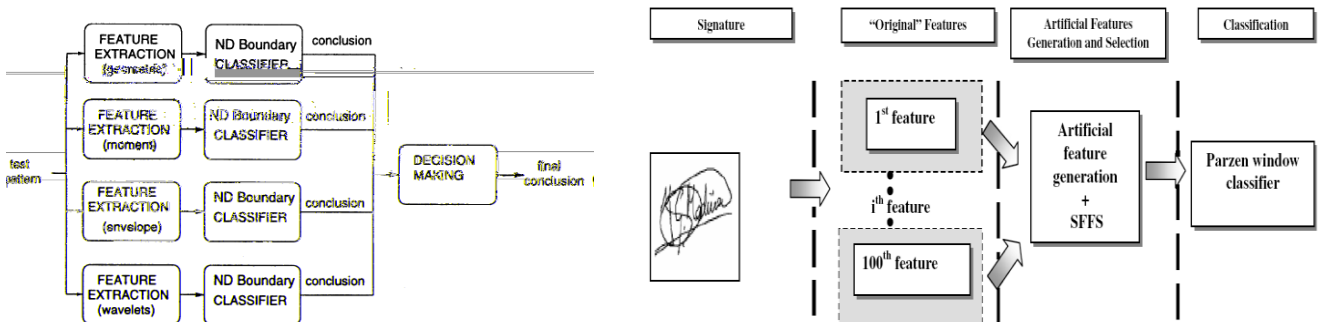 FEATURE
EXTRACTION
(geometric)
ND Boundary
CLASSIFIER
conclusion
FEATURE
EXTRACTION
(moment)
ND Boundary
CLASSIFIER
conclusion
test
pattern
FEATURE
EXTRACTION
(envelope)
ND Boundary
CLASSIFIER
conclusion
DECISION
MAKING
final
conclusion
FEATURE
EXTRACTION
(wavelets)
ND Boundary
CLASSIFIER
conclusion
Signature
“Original” Features
Artificial Features
Generation and Selection
Classification
1st feature
ith feature
100th feature
Artificial
feature
generation
+
SFFS
Parzen window
classifier